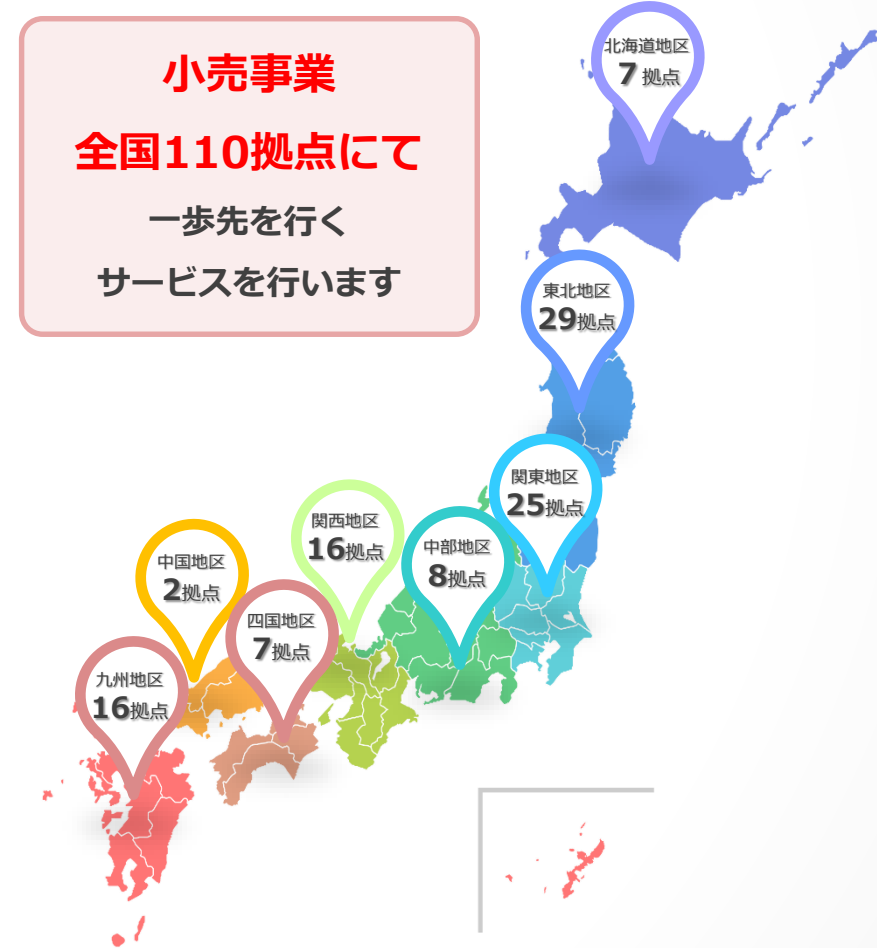 小売事業
全国110拠点にて
一歩先を行く
サービスを行います
北海道地区
7 拠点
東北地区
29拠点
関東地区
25拠点
関西地区
16拠点
中部地区
8拠点
中国地区
2拠点
四国地区
7拠点
九州地区
16拠点